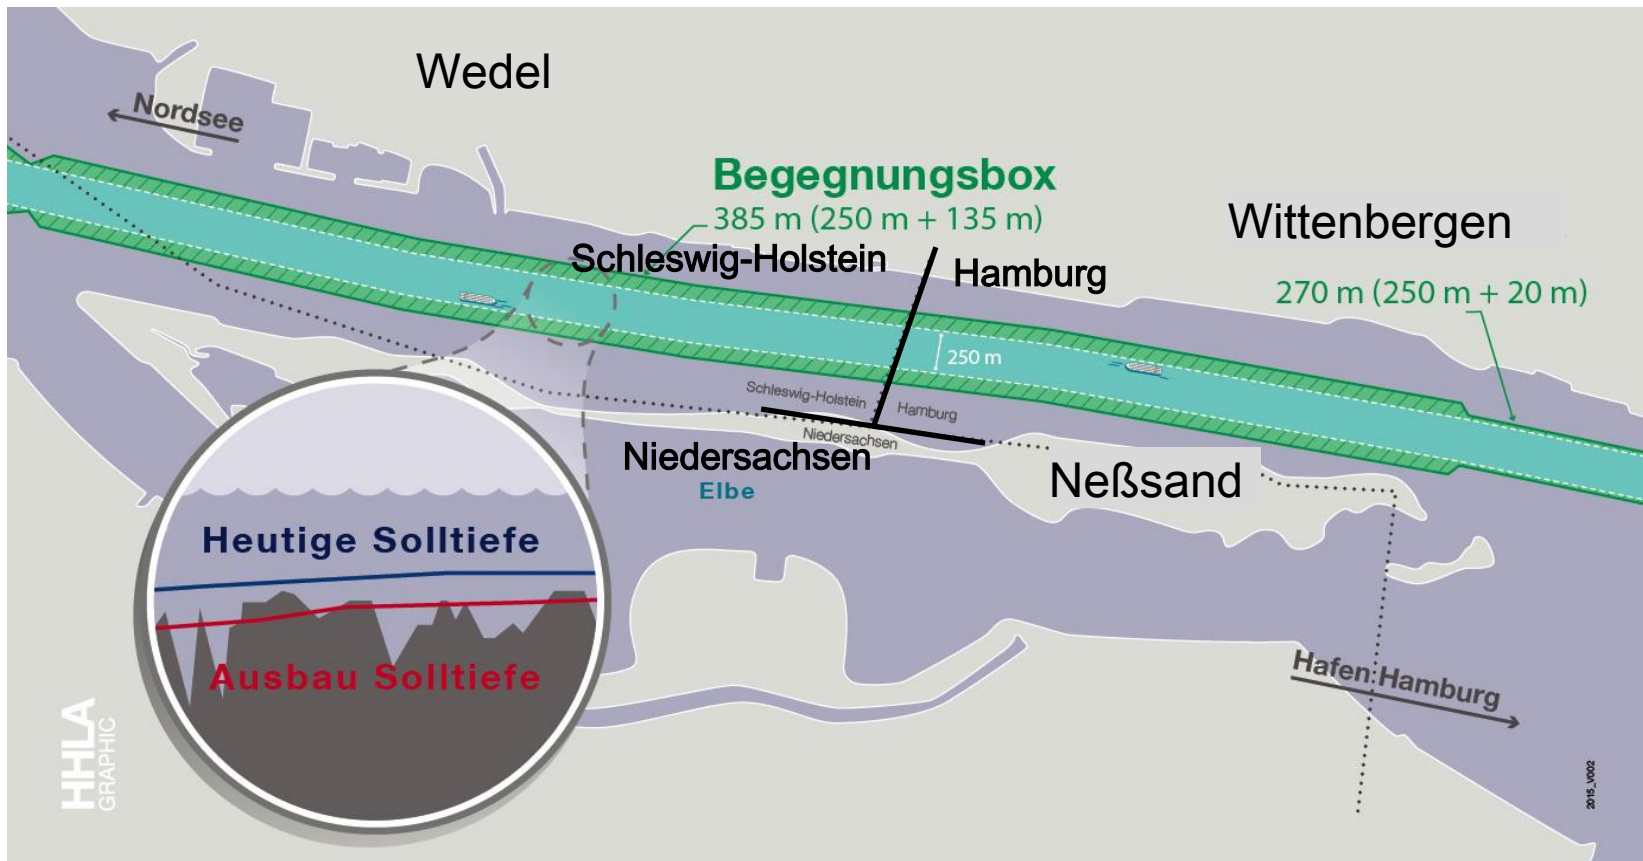 Wedel
Nordsee
Begegnungsbox
385 m (250 m + 135 m)
Wittenbergen
Schleswig-Holstein
Hamburg
270 m (250 m + 20 m)
250 m
Schleswig-Holstein
Hamburg
Niedersachsen
Niedersachsen
Neßsand
Elbe
Heutige Solltiefe
Ausbau Solltiefe
Hafen Hamburg
HHLA
GRAPHIC
2015_V002